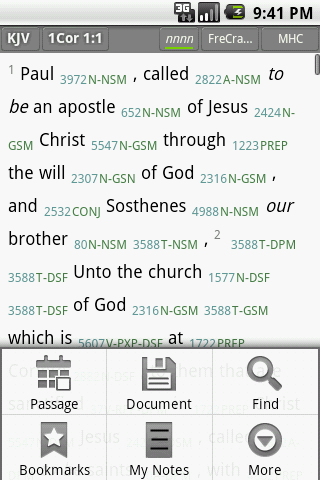 3G 9:41 PM
KJV 1Cor 1:1 nnnn FreCra... MHC
1 Paul 3972N-NSM , called 2822A-NSM to
be an apostle 652N-NSM of Jesus 2424N-
GSM Christ 5547N-GSM through 1223PREP
the will 2307N-GSN of God 2316N-GSM ,
and 2532CONJ Sosthenes 4988N-NSM our
brother 80N-NSM 3588T-NSM , 2 3588T-DPM
3588T-DSF Unto the church 1577N-DSF
3588T-DSF of God 2316N-GSM 3588T-GSM
which is 5607V-PXP-DSF at 1722PREP
Passage Document Find
Bookmarks My Notes More